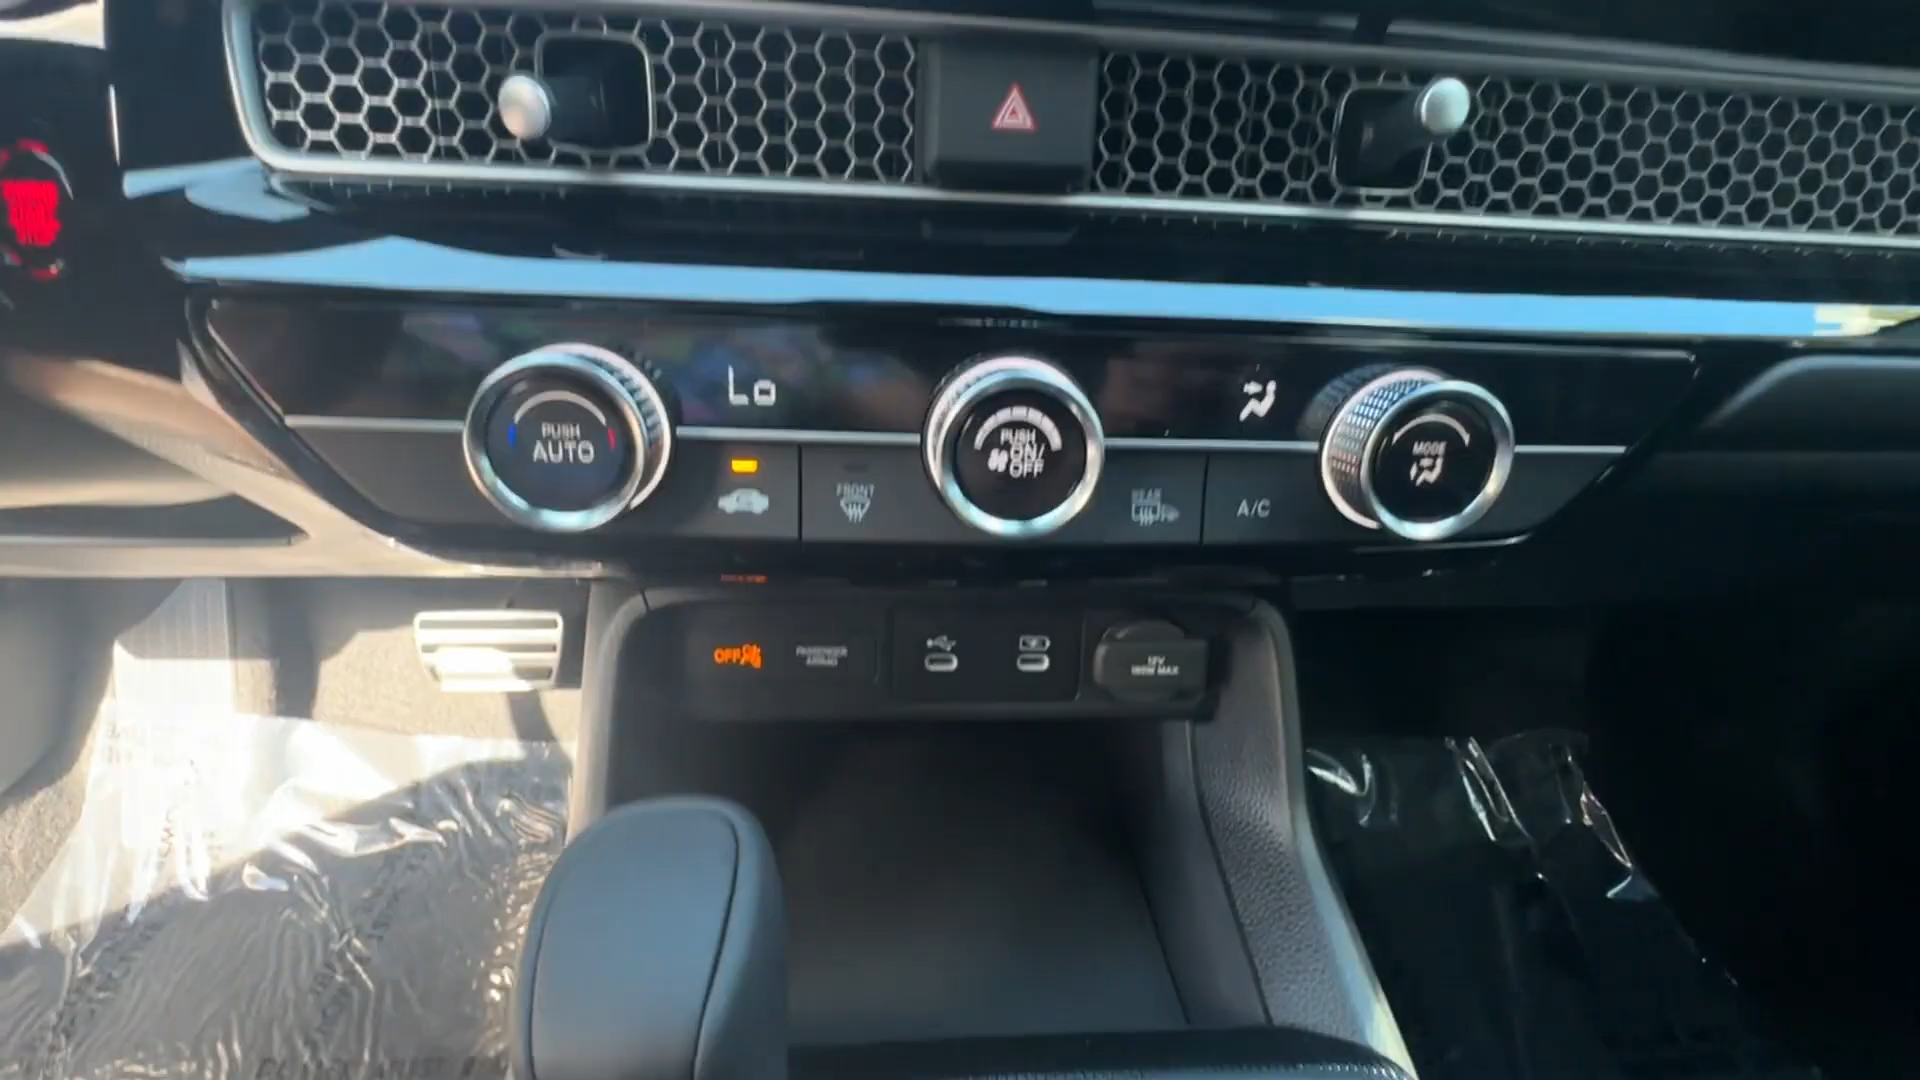 Lo
PUSH
AUTO
PUSH
ON/
OFF
MODE
FRONT
REAR
A/C
OFF
PASSENGER
AIRBAG
12V
180W MAX